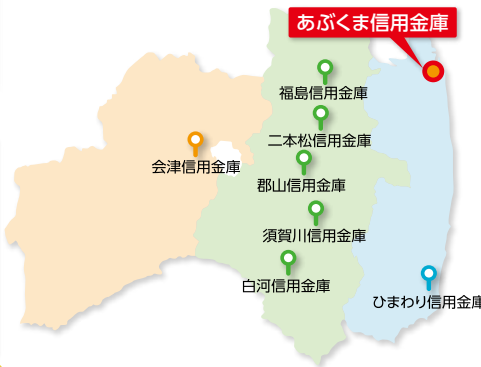 あぶくま信用金庫
福島信用金庫
二本松信用金庫
会津信用金庫
郡山信用金庫
須賀川信用金庫
白河信用金庫
ひまわり信用金庫